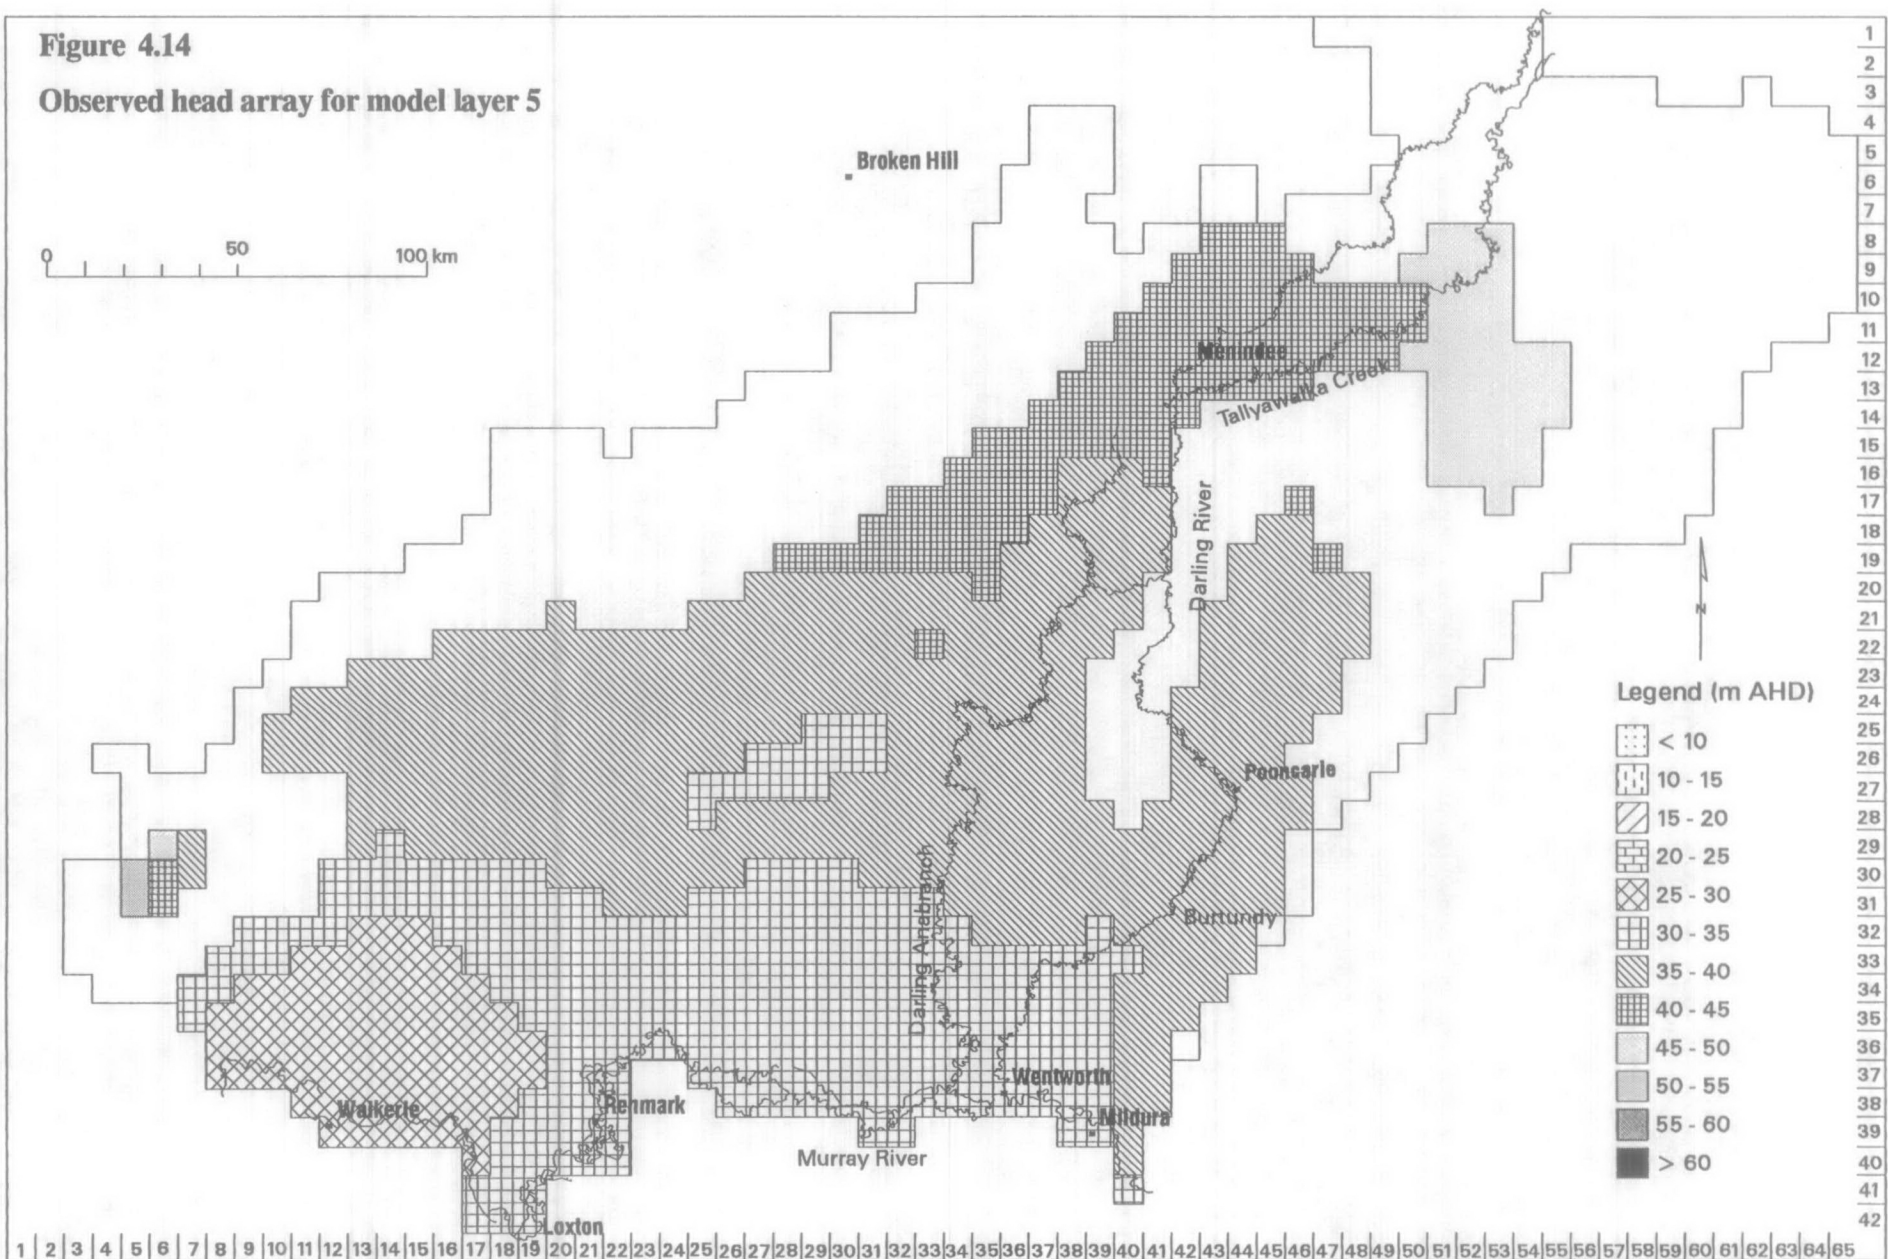 Figure 4.14
Observed head array for model layer 5
Broken Hill
0 50 100 km
Menindee
Tallyawalka Creek
Darling River
N
Pooncarie
Burtundy
Darling Anabranch
Wentworth
Mildura
Renmark
Waikerie
Murray River
Loxton
Legend (m AHD)
< 10
10 - 15
15 - 20
20 - 25
25 - 30
30 - 35
35 - 40
40 - 45
45 - 50
50 - 55
55 - 60
> 60
1
2
3
4
5
6
7
8
9
10
11
12
13
14
15
16
17
18
19
20
21
22
23
24
25
26
27
28
29
30
31
32
33
34
35
36
37
38
39
40
41
42
1 2 3 4 5 6 7 8 9 10 11 12 13 14 15 16 17 18 19 20 21 22 23 24 25 26 27 28 29 30 31 32 33 34 35 36 37 38 39 40 41 42 43 44 45 46 47 48 49 50 51 52 53 54 55 56 57 58 59 60 61 62 63 64 65